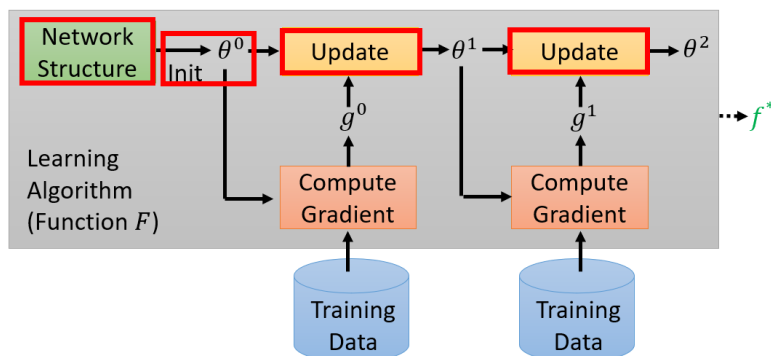 Network
Structure
Init
θ⁰
Update
θ¹
Update
θ²
g⁰
g¹
f*
Learning
Algorithm
(Function F)
Compute
Gradient
Compute
Gradient
Training
Data
Training
Data